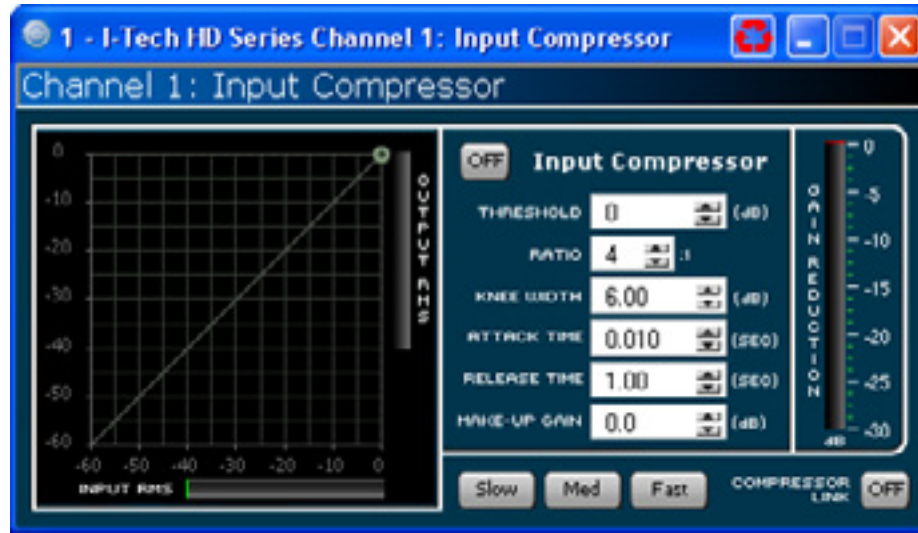 1 - I-Tech HD Series Channel 1: Input Compressor
Channel 1: Input Compressor
0
-10
-20
-30
-40
-50
-60
-60 -50 -40 -30 -20 -10 0
INPUT RMS
OUTPUT RMS
OFF Input Compressor
THRESHOLD 0 (dB)
RATIO 4 :1
KNEE WIDTH 6.00 (dB)
ATTACK TIME 0.010 (SEC)
RELEASE TIME 1.00 (SEC)
MAKE-UP GAIN 0.0 (dB)
Slow Med Fast
COMPRESSOR LINK OFF
GAIN REDUCTION
0
-5
-10
-15
-20
-25
-30
dB